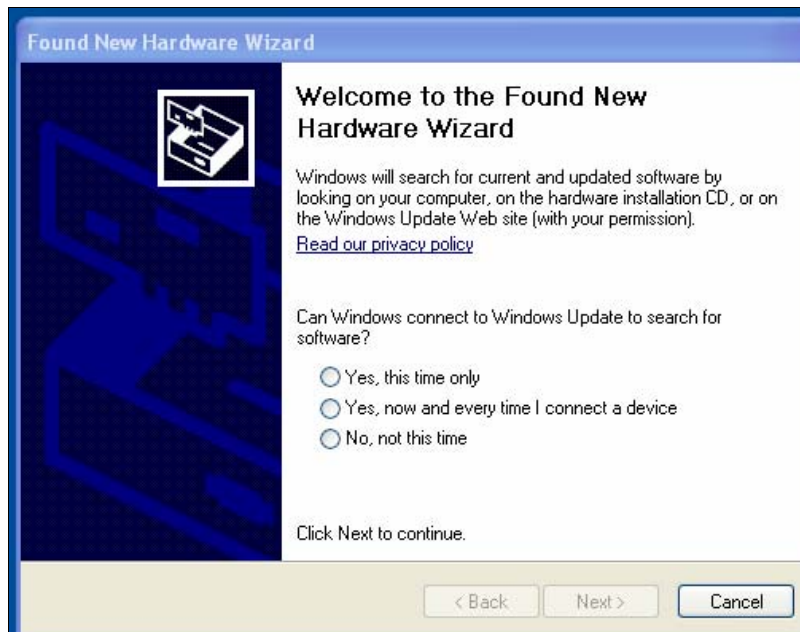 Found New Hardware Wizard
Welcome to the Found New
Hardware Wizard
Windows will search for current and updated software by
looking on your computer, on the hardware installation CD, or on
the Windows Update Web site (with your permission).
Read our privacy policy
Can Windows connect to Windows Update to search for
software?
Yes, this time only
Yes, now and every time I connect a device
No, not this time
Click Next to continue.
< Back
Next >
Cancel